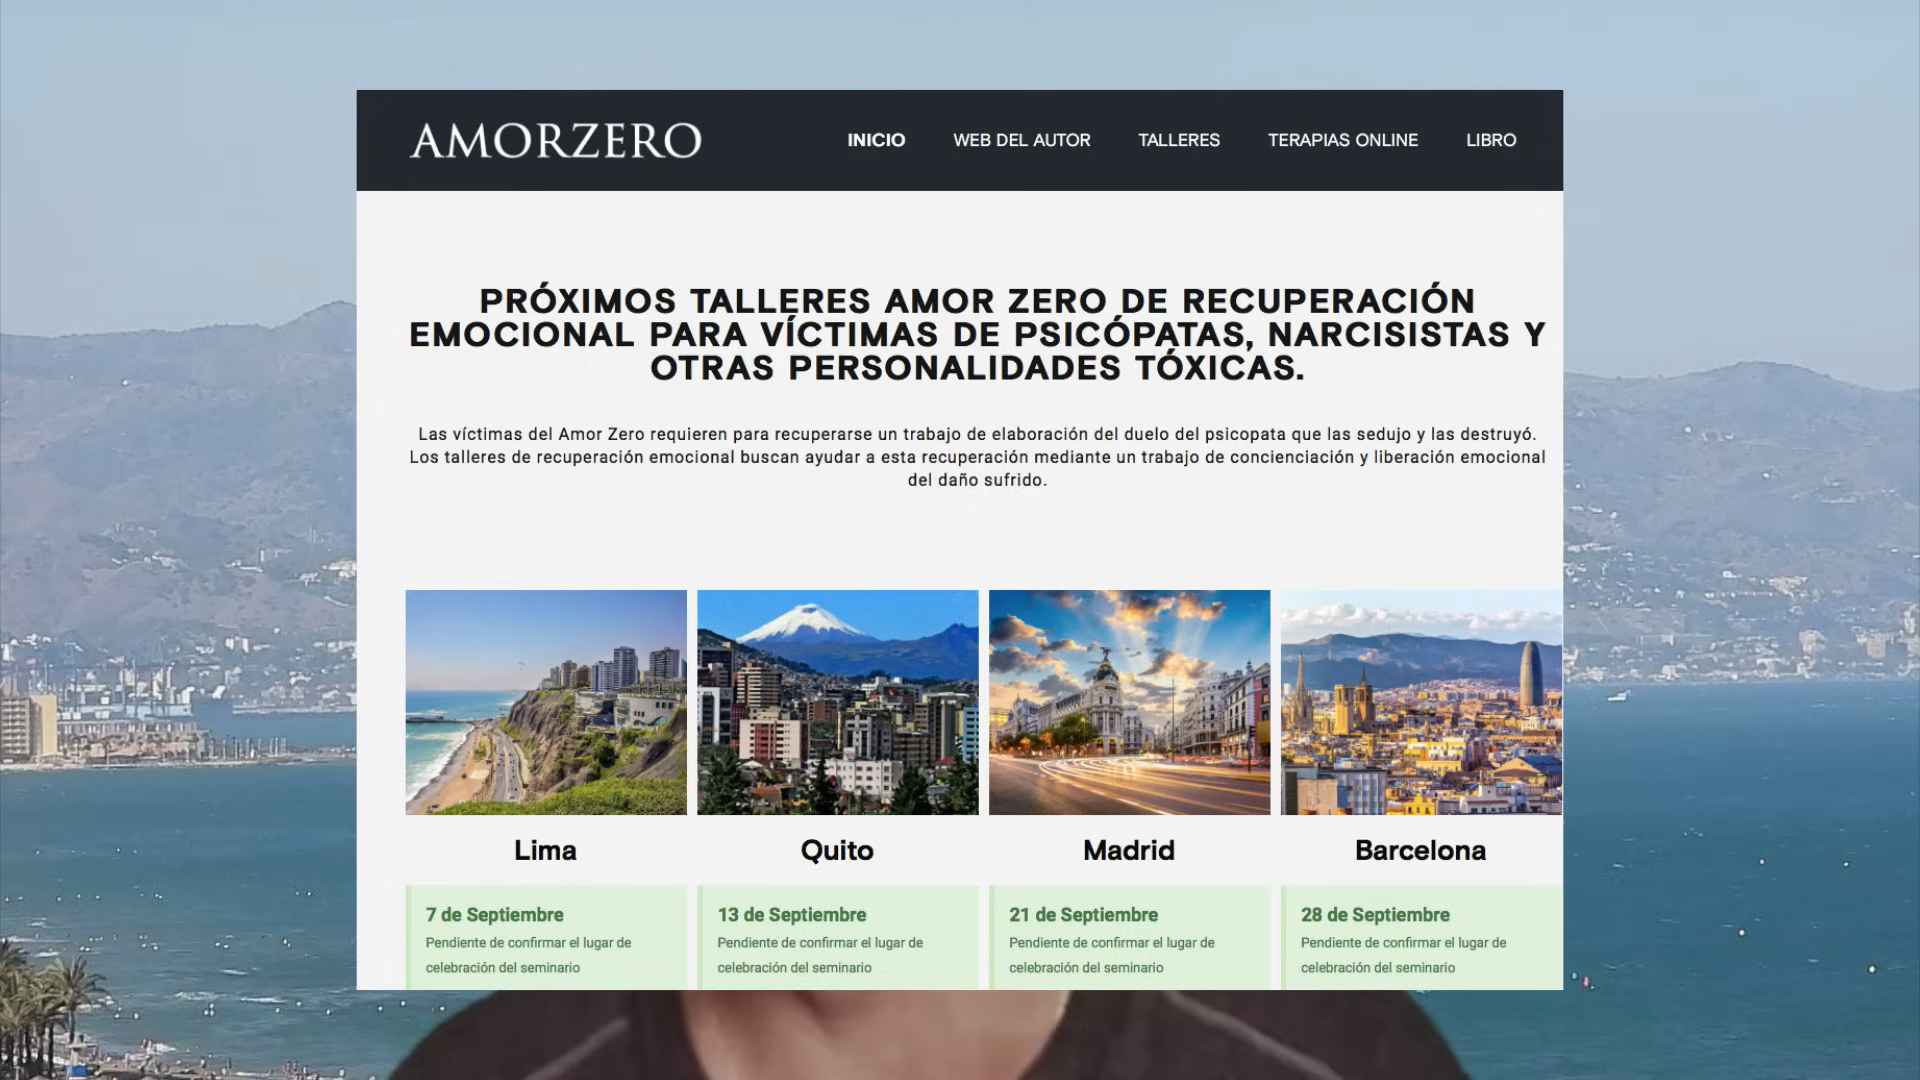 AMORZERO
INICIO WEB DEL AUTOR TALLERES TERAPIAS ONLINE LIBRO
PRÓXIMOS TALLERES AMOR ZERO DE RECUPERACIÓN
EMOCIONAL PARA VÍCTIMAS DE PSICÓPATAS, NARCISISTAS Y
OTRAS PERSONALIDADES TÓXICAS.
Las víctimas del Amor Zero requieren para recuperarse un trabajo de elaboración del duelo del psicopata que las sedujo y las destruyó.
Los talleres de recuperación emocional buscan ayudar a esta recuperación mediante un trabajo de concienciación y liberación emocional
del daño sufrido.
Lima
7 de Septiembre
Pendiente de confirmar el lugar de
celebración del seminario
Quito
13 de Septiembre
Pendiente de confirmar el lugar de
celebración del seminario
Madrid
21 de Septiembre
Pendiente de confirmar el lugar de
celebración del seminario
Barcelona
28 de Septiembre
Pendiente de confirmar el lugar de
celebración del seminario